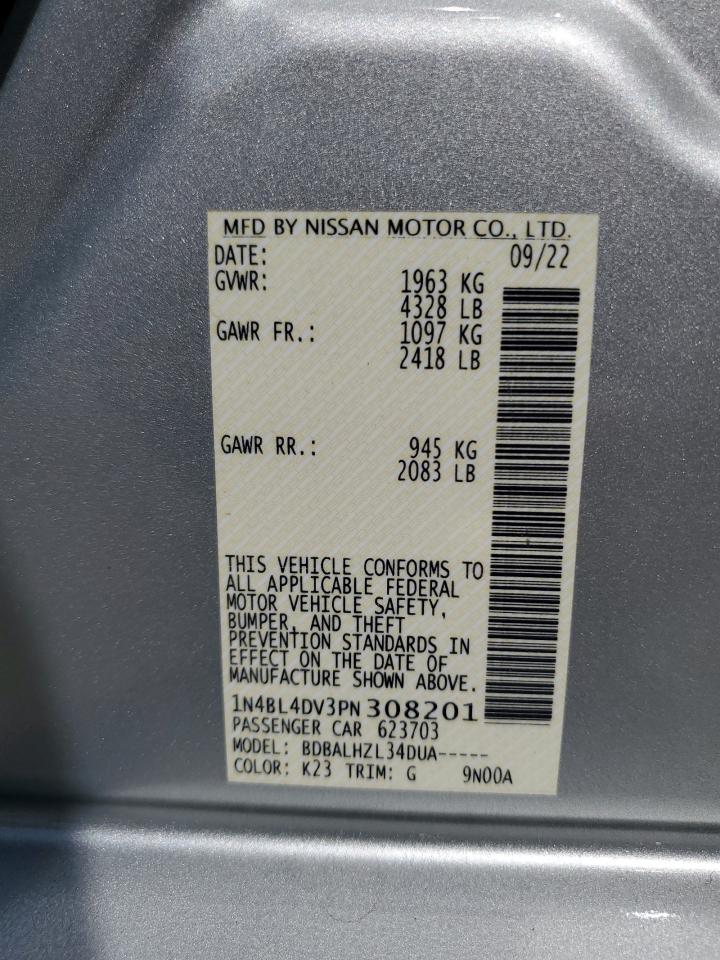 MFD BY NISSAN MOTOR CO., LTD.
DATE: 09/22
GVWR: 1963 KG
4328 LB
GAWR FR.: 1097 KG
2418 LB
GAWR RR.: 945 KG
2083 LB
THIS VEHICLE CONFORMS TO
ALL APPLICABLE FEDERAL
MOTOR VEHICLE SAFETY,
BUMPER, AND THEFT
PREVENTION STANDARDS IN
EFFECT ON THE DATE OF
MANUFACTURE SHOWN ABOVE.
1N4BL4DV3PN308201
PASSENGER CAR 623703
MODEL: BDBALHZL34DUA-----
COLOR: K23 TRIM: G 9N00A